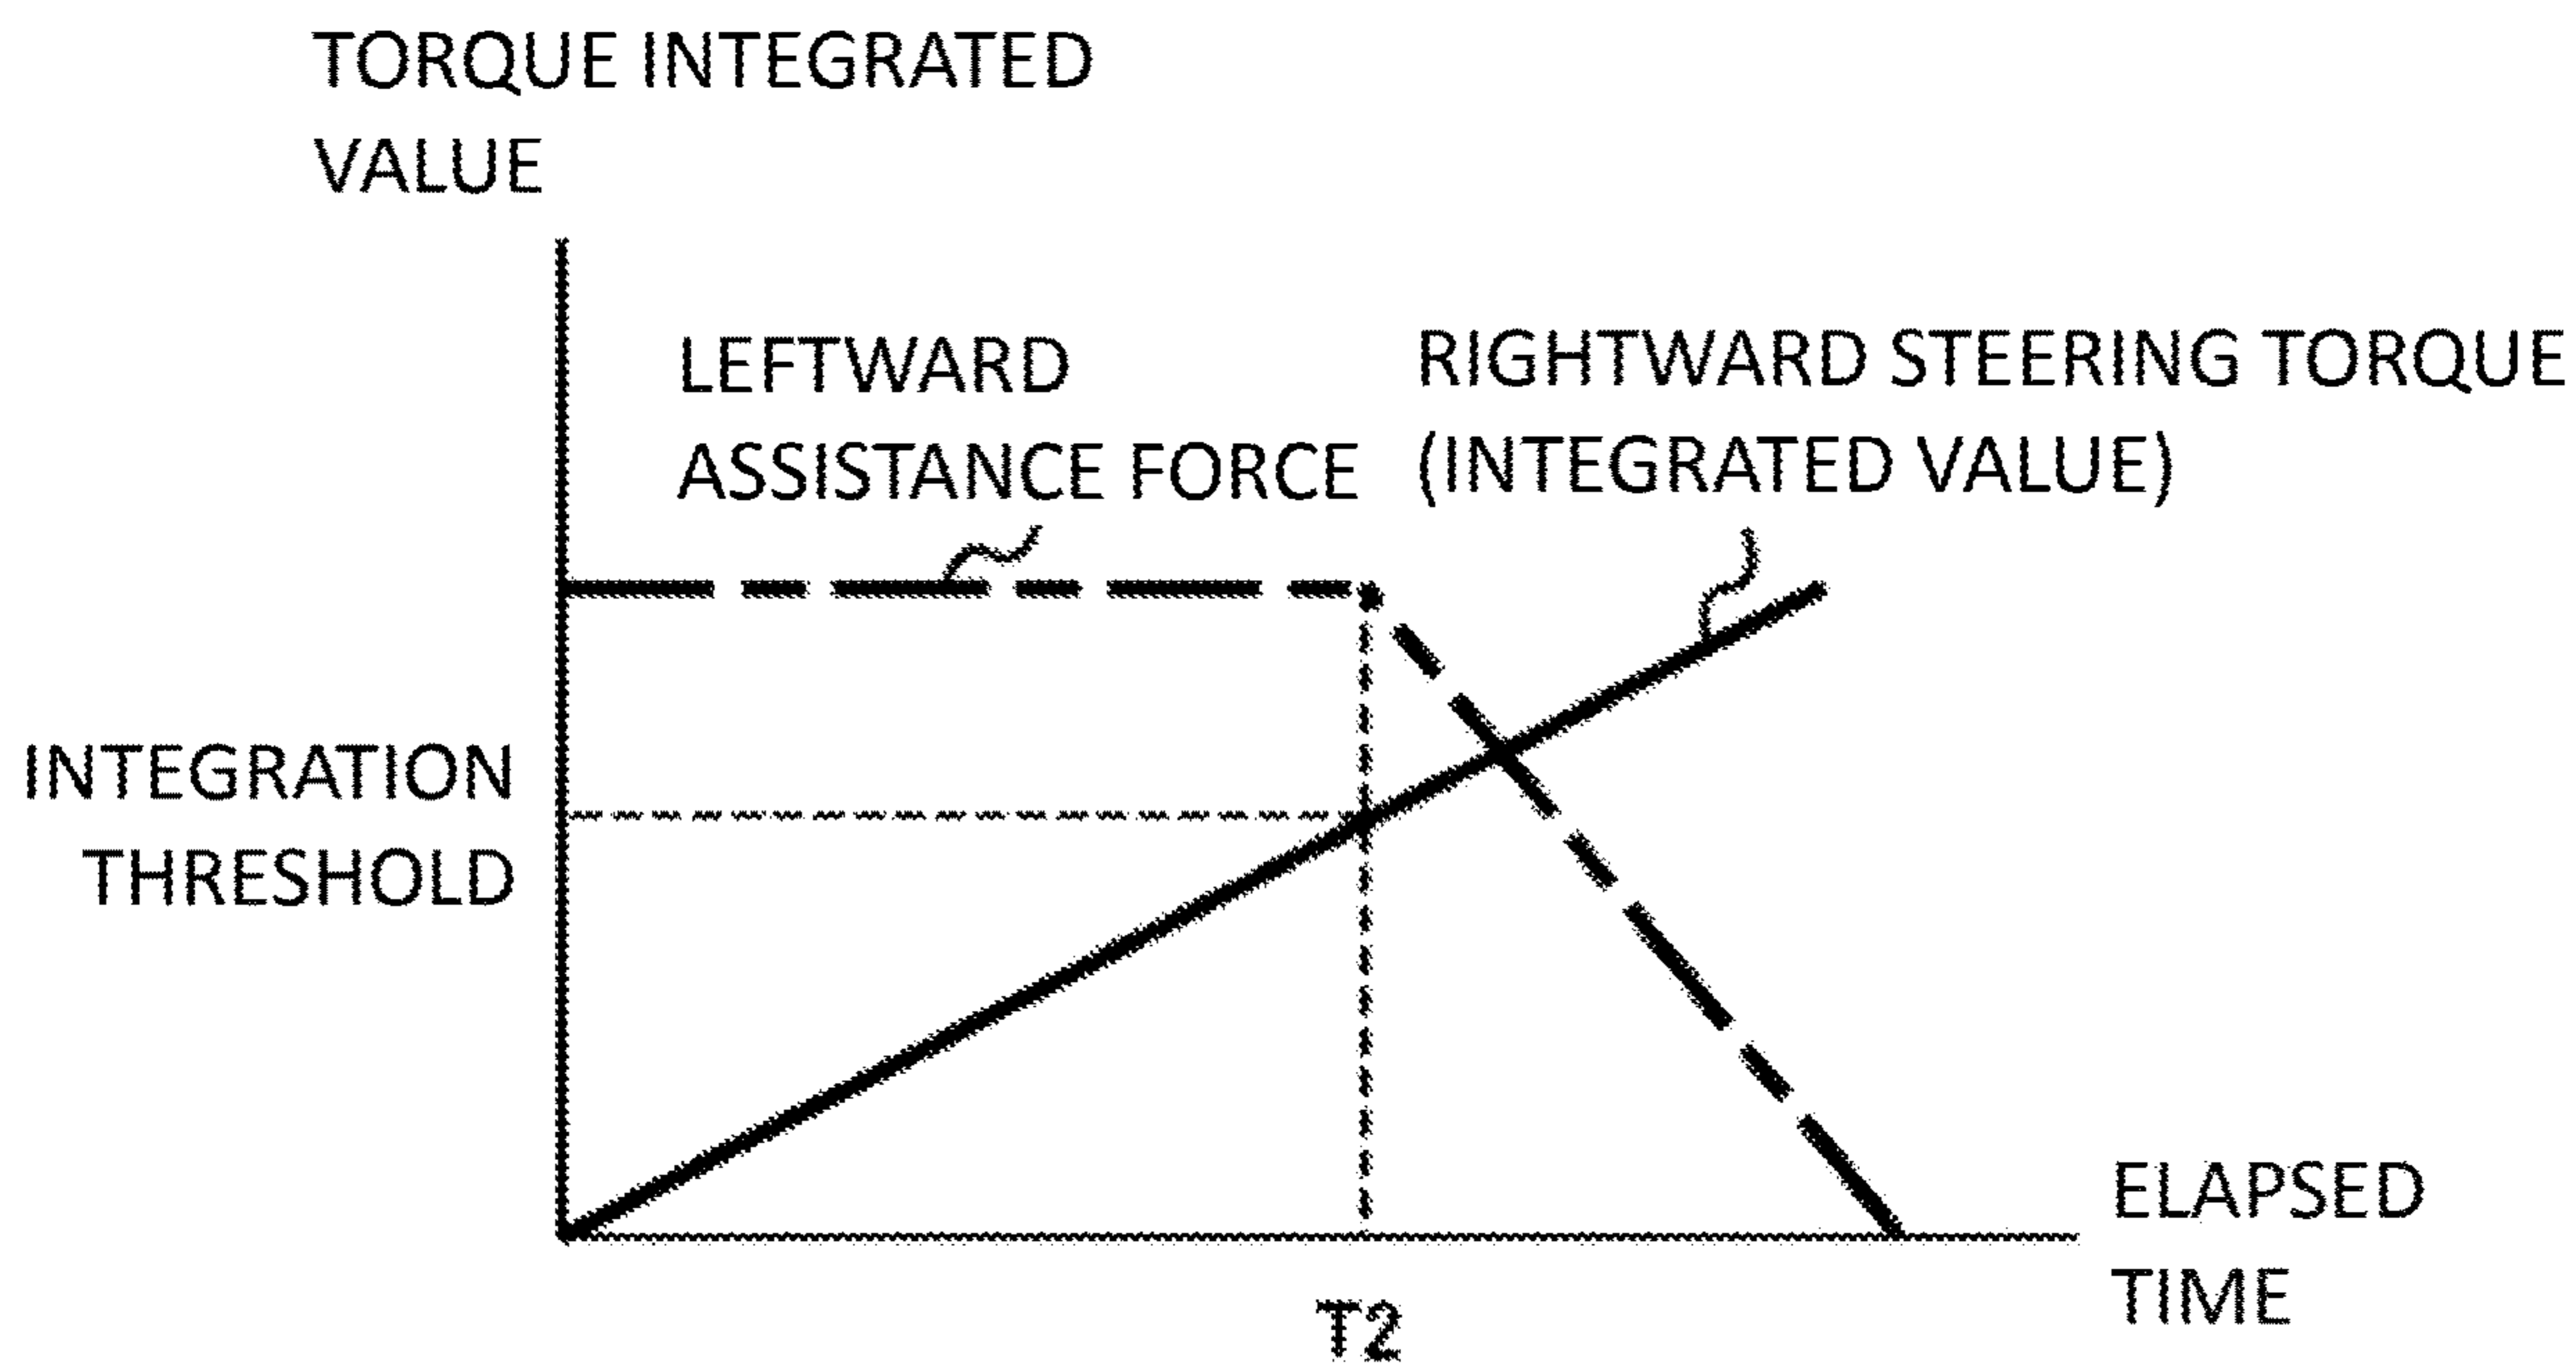 TORQUE INTEGRATED
VALUE
LEFTWARD
ASSISTANCE FORCE
RIGHTWARD STEERING TORQUE
(INTEGRATED VALUE)
INTEGRATION
THRESHOLD
ELAPSED
TIME
T2